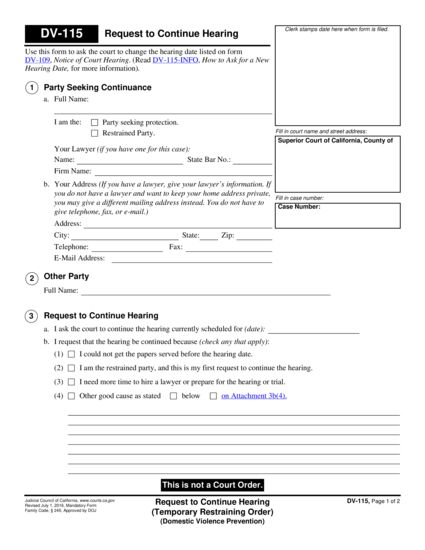 DV-115
Request to Continue Hearing
Clerk stamps date here when form is filed.
Use this form to ask the court to change the hearing date listed on form
DV-109, Notice of Court Hearing. (Read DV-115-INFO, How to Ask for a New
Hearing Date, for more information).
1 Party Seeking Continuance
a. Full Name:
I am the: Party seeking protection.
Restrained Party.
Your Lawyer (if you have one for this case):
Name: State Bar No.:
Firm Name:
b. Your Address (If you have a lawyer, give your lawyer's information. If
you do not have a lawyer and want to keep your home address private,
you may give a different mailing address instead. You do not have to
give telephone, fax, or e-mail.)
Address:
City: State: Zip:
Telephone: Fax:
E-Mail Address:
Fill in court name and street address:
Superior Court of California, County of
Fill in case number:
Case Number:
2 Other Party
Full Name:
3 Request to Continue Hearing
a. I ask the court to continue the hearing currently scheduled for (date):
b. I request that the hearing be continued because (check any that apply):
(1) I could not get the papers served before the hearing date.
(2) I am the restrained party, and this is my first request to continue the hearing.
(3) I need more time to hire a lawyer or prepare for the hearing or trial.
(4) Other good cause as stated below on Attachment 3b(4).
This is not a Court Order.
Judicial Council of California, www.courts.ca.gov
Revised July 1, 2016, Mandatory Form
Family Code, § 245, Approved by DOJ
Request to Continue Hearing
(Temporary Restraining Order)
(Domestic Violence Prevention)
DV-115, Page 1 of 2